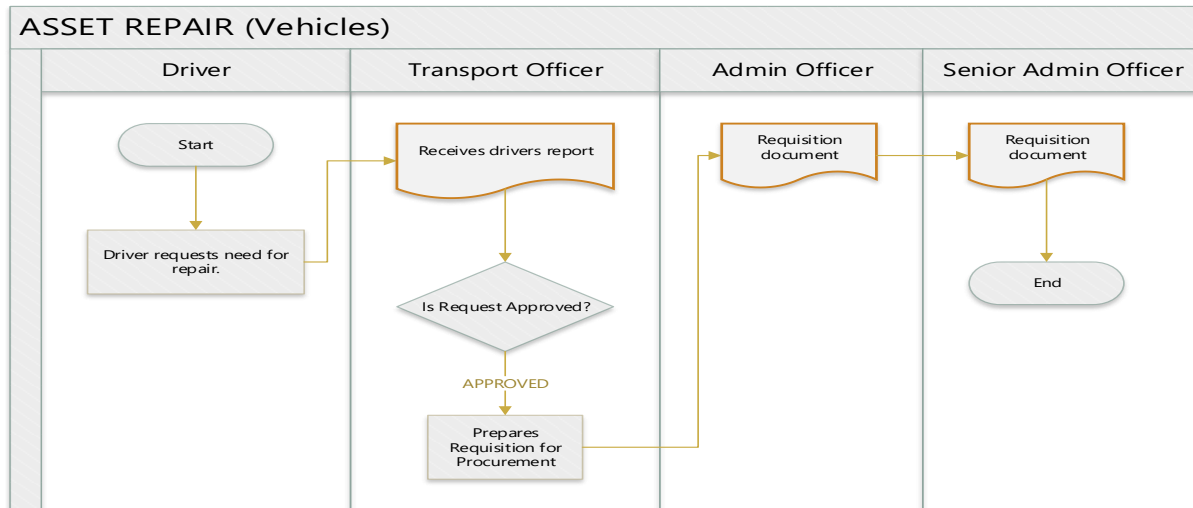 ASSET REPAIR (Vehicles)
Driver
Transport Officer
Admin Officer
Senior Admin Officer
Start
Driver requests need for
repair.
Receives drivers report
Is Request Approved?
APPROVED
Prepares
Requisition for
Procurement
Requisition
document
Requisition
document
End